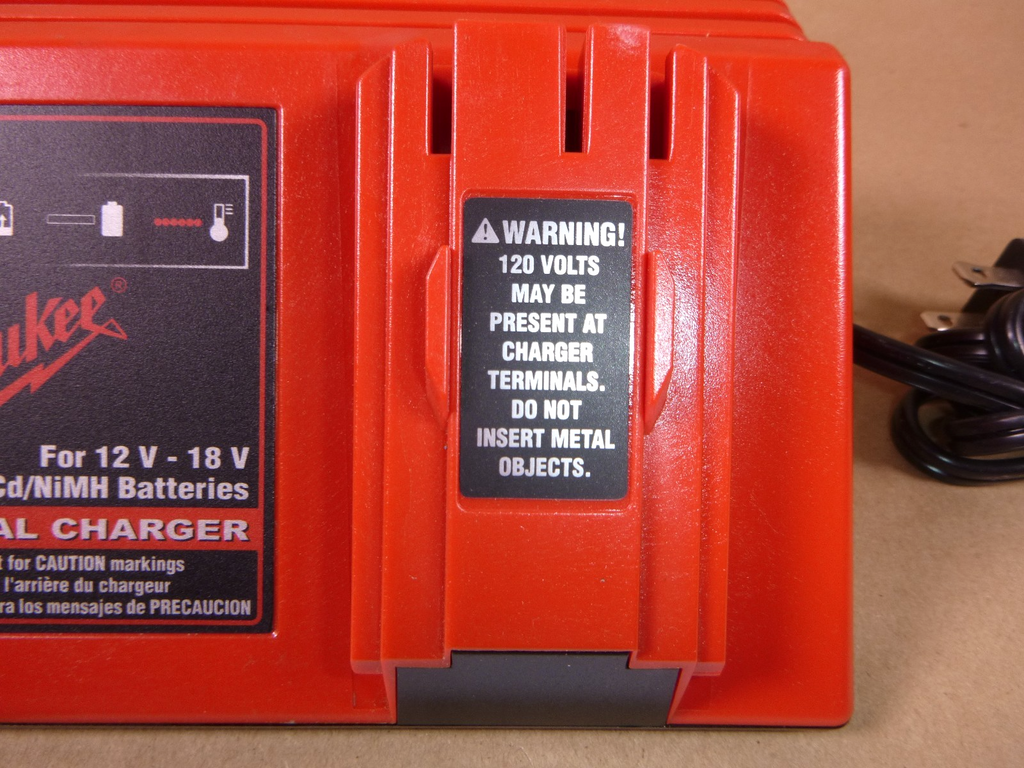 ukee®
For 12 V - 18 V
Cd/NiMH Batteries
AL CHARGER
t for CAUTION markings
l'arrière du chargeur
ra los mensajes de PRECAUCION
WARNING!
120 VOLTS
MAY BE
PRESENT AT
CHARGER
TERMINALS.
DO NOT
INSERT METAL
OBJECTS.